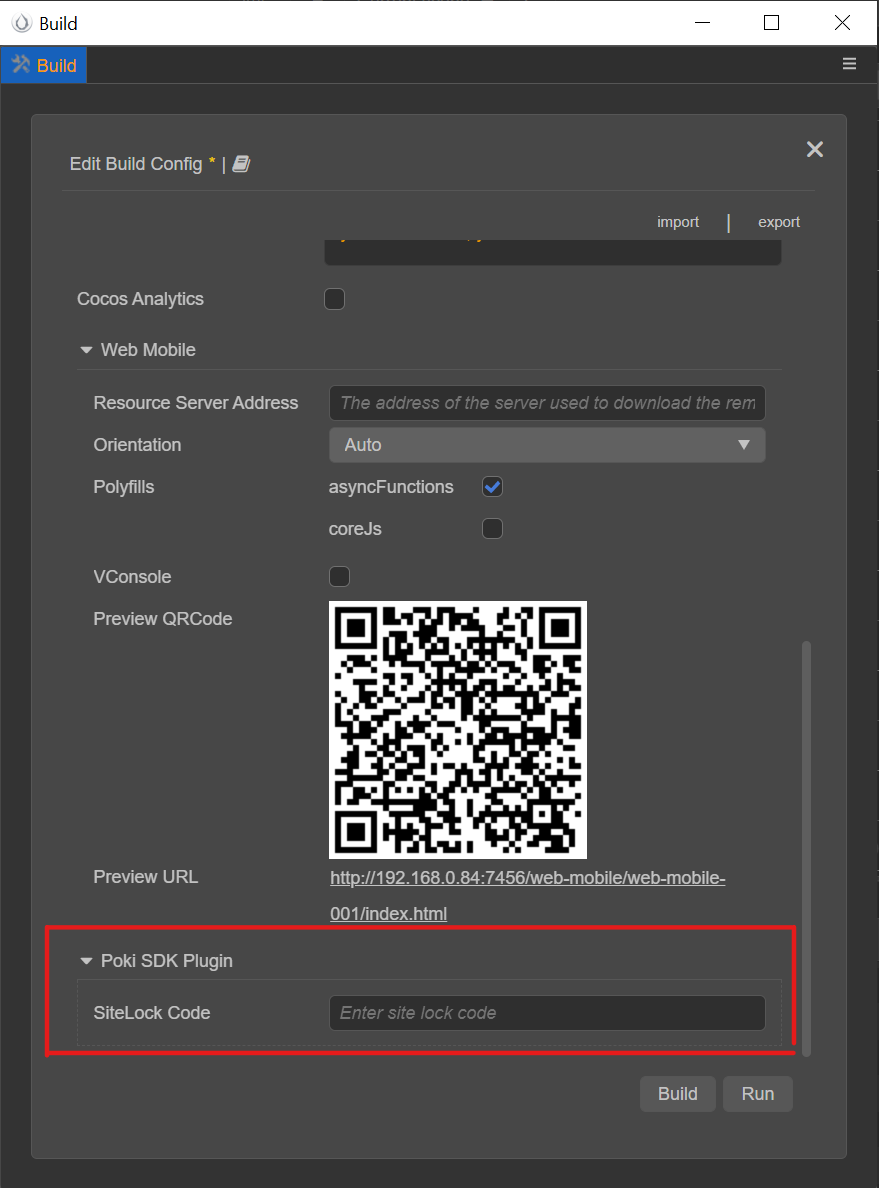 Build
Build
Edit Build Config * |
import | export
Cocos Analytics
Web Mobile
Resource Server Address The address of the server used to download the rem
Orientation Auto
Polyfills asyncFunctions
coreJs
VConsole
Preview QRCode
Preview URL http://192.168.0.84:7456/web-mobile/web-mobile-
001/index.html
Poki SDK Plugin
SiteLock Code Enter site lock code
Build Run